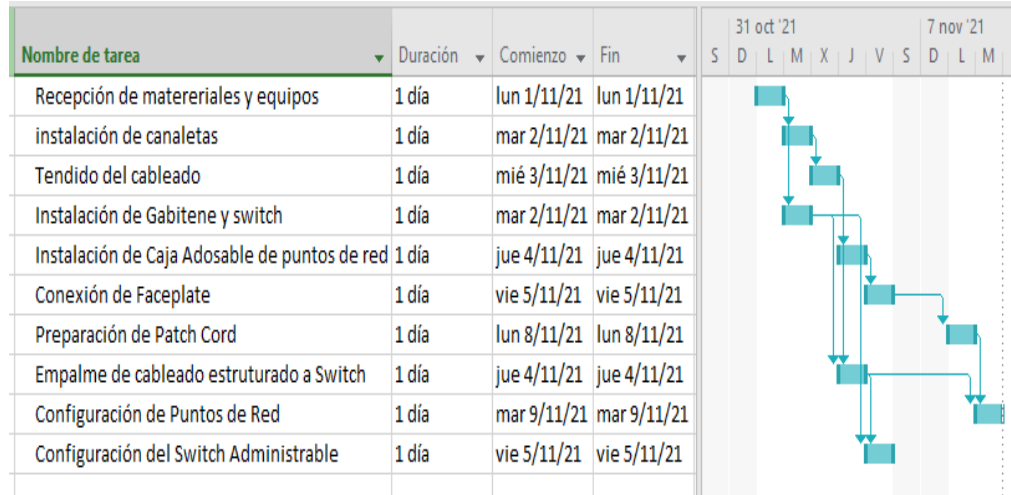 31 oct '21 7 nov '21
Nombre de tarea Duración Comienzo Fin S D L M X J V S D L M
Recepción de matereriales y equipos 1 día lun 1/11/21 lun 1/11/21
instalación de canaletas 1 día mar 2/11/21 mar 2/11/21
Tendido del cableado 1 día mié 3/11/21 mié 3/11/21
Instalación de Gabitene y switch 1 día mar 2/11/21 mar 2/11/21
Instalación de Caja Adosable de puntos de red 1 día jue 4/11/21 jue 4/11/21
Conexión de Faceplate 1 día vie 5/11/21 vie 5/11/21
Preparación de Patch Cord 1 día lun 8/11/21 lun 8/11/21
Empalme de cableado estruturado a Switch 1 día jue 4/11/21 jue 4/11/21
Configuración de Puntos de Red 1 día mar 9/11/21 mar 9/11/21
Configuración del Switch Administrable 1 día vie 5/11/21 vie 5/11/21